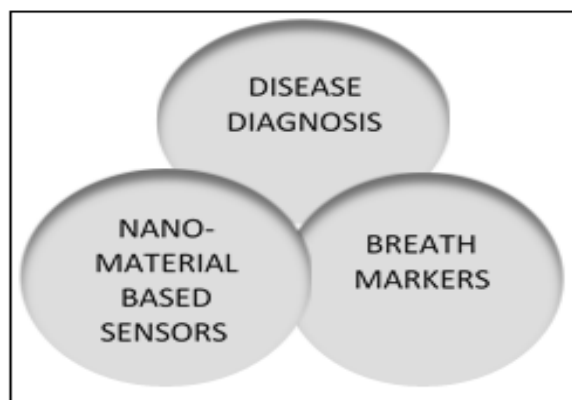 DISEASE
DIAGNOSIS
NANO-
MATERIAL
BASED
SENSORS
BREATH
MARKERS